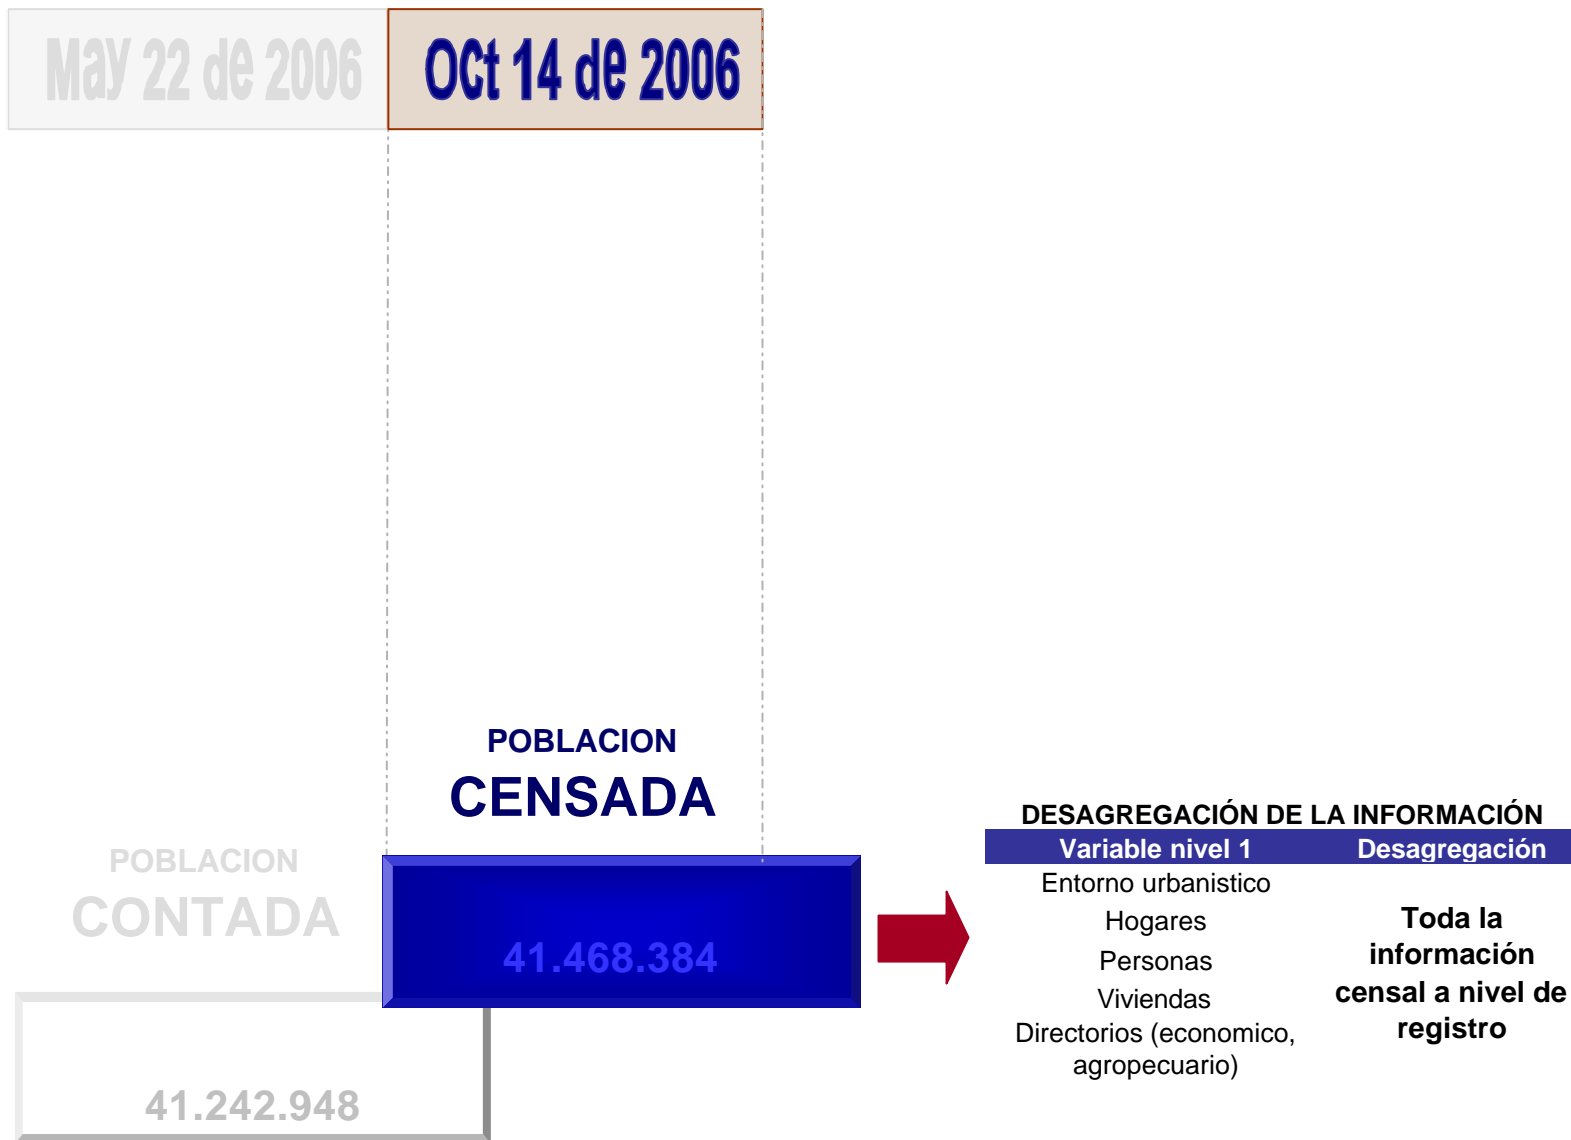 May 22 de 2006
Oct 14 de 2006
POBLACION
CENSADA
41.468.384
POBLACION
CONTADA
41.242.948
DESAGREGACIÓN DE LA INFORMACIÓN
Variable nivel 1 Desagregación
Entorno urbanistico
Hogares
Personas
Viviendas
Directorios (economico,
agropecuario)
Toda la
información
censal a nivel de
registro